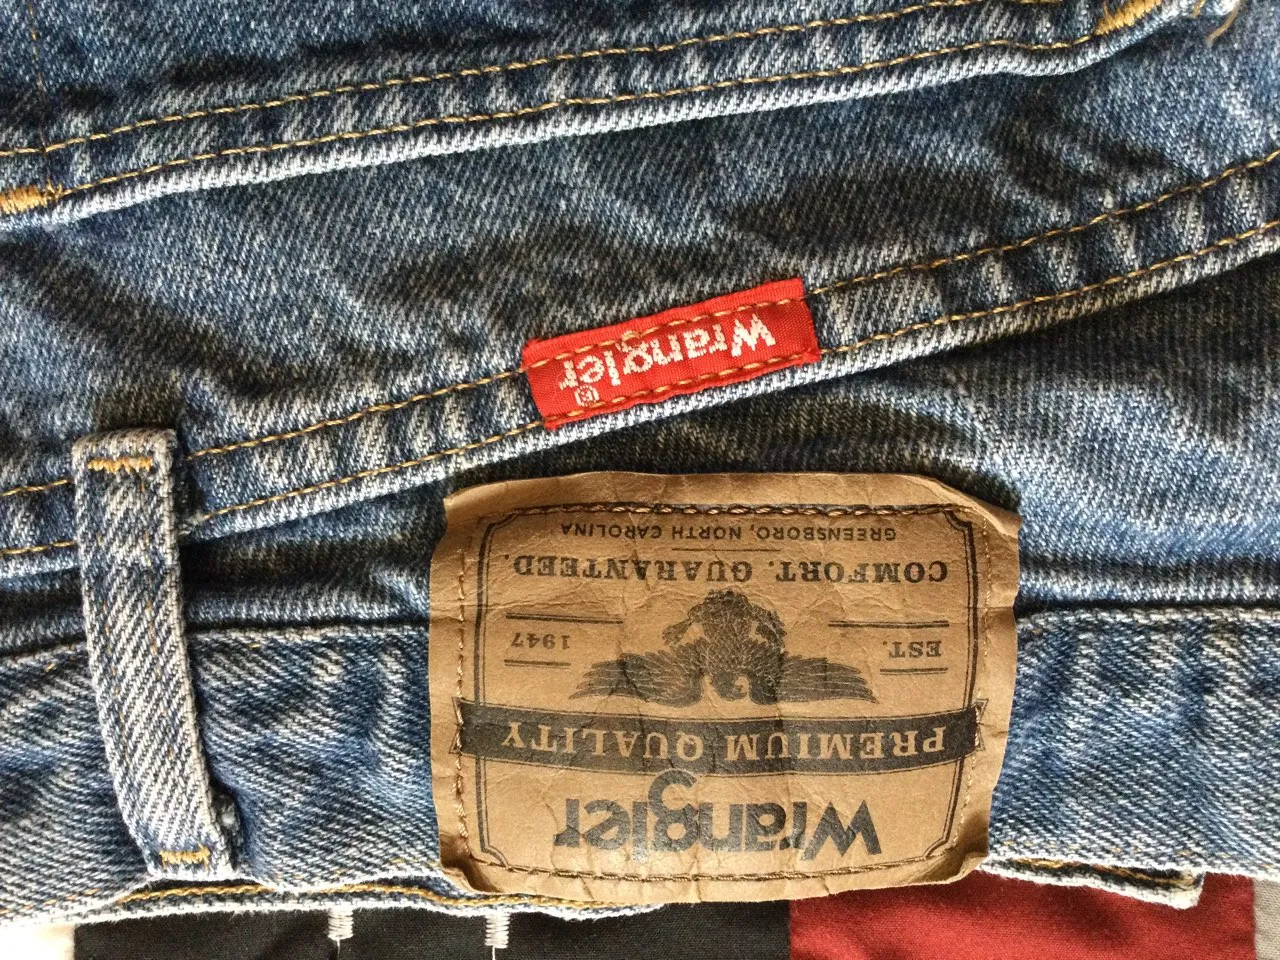 Wrangler
PREMIUM QUALITY
EST. 1947
COMFORT. GUARANTEED.
GREENSBORO, NORTH CAROLINA
Wrangler®